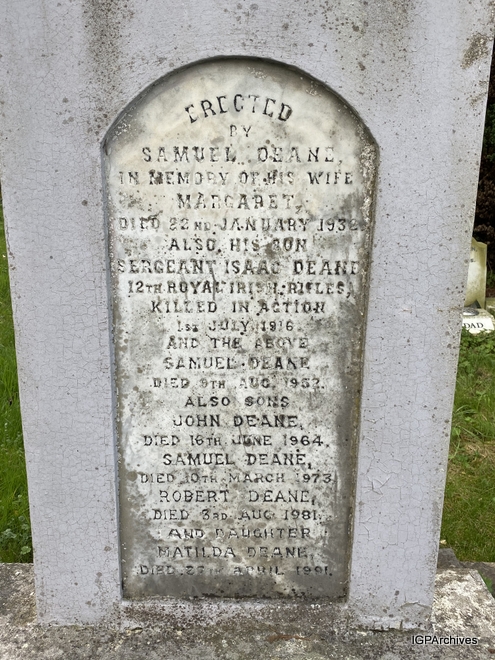 ERECTED
BY
SAMUEL DEANE,
IN MEMORY OF HIS WIFE
MARGARET,
DIED 22ND JANUARY 1932
ALSO HIS SON
SERGEANT ISAAC DEANE
12TH ROYAL IRISH RIFLES,
KILLED IN ACTION
1ST JULY 1916
AND THE ABOVE
SAMUEL DEANE
DIED 9TH AUG. 1952.
ALSO SONS
JOHN DEANE,
DIED 16TH JUNE 1964.
SAMUEL DEANE,
DIED 10TH MARCH 1973
ROBERT DEANE,
DIED 3RD AUG 1981.
AND DAUGHTER
MATILDA DEANE,
DIED 27TH APRIL 1991.
DAD
IGPArchives